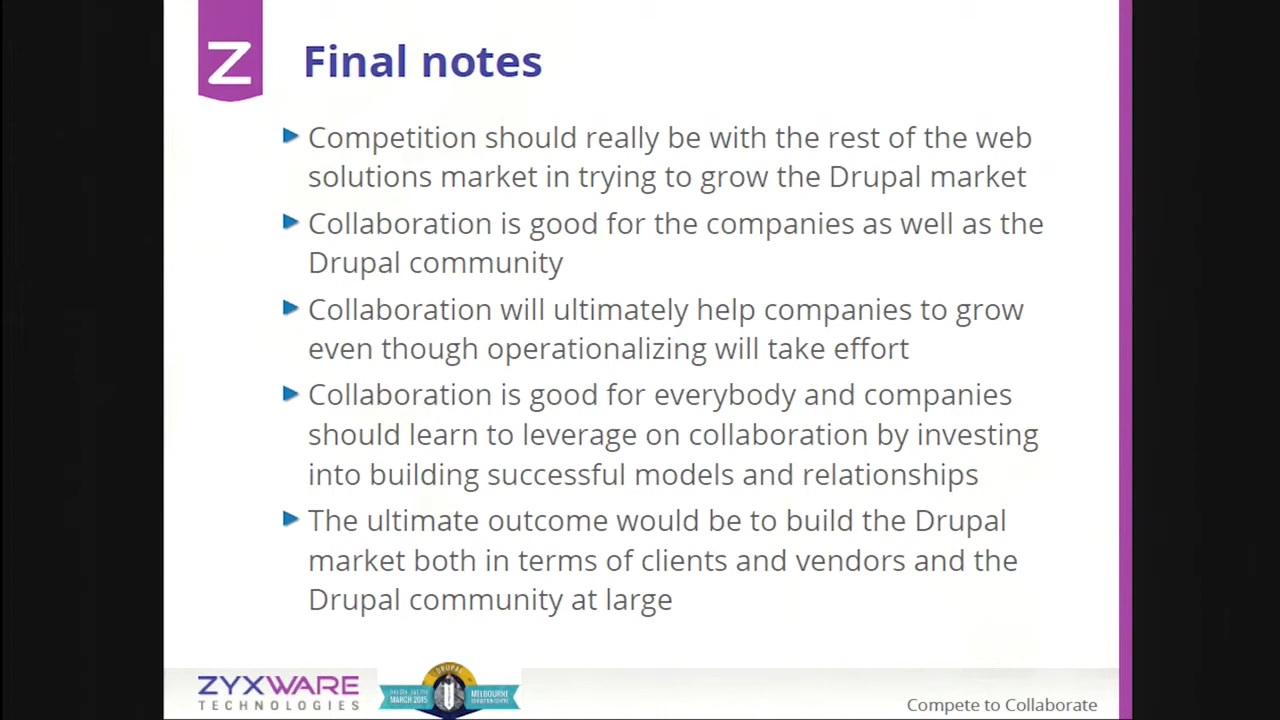 Z
Final notes
Competition should really be with the rest of the web
solutions market in trying to grow the Drupal market
Collaboration is good for the companies as well as the
Drupal community
Collaboration will ultimately help companies to grow
even though operationalizing will take effort
Collaboration is good for everybody and companies
should learn to leverage on collaboration by investing
into building successful models and relationships
The ultimate outcome would be to build the Drupal
market both in terms of clients and vendors and the
Drupal community at large
ZYXWARE
TECHNOLOGIES
DRUPAL
MARCH 2015
MELBOURNE
Compete to Collaborate